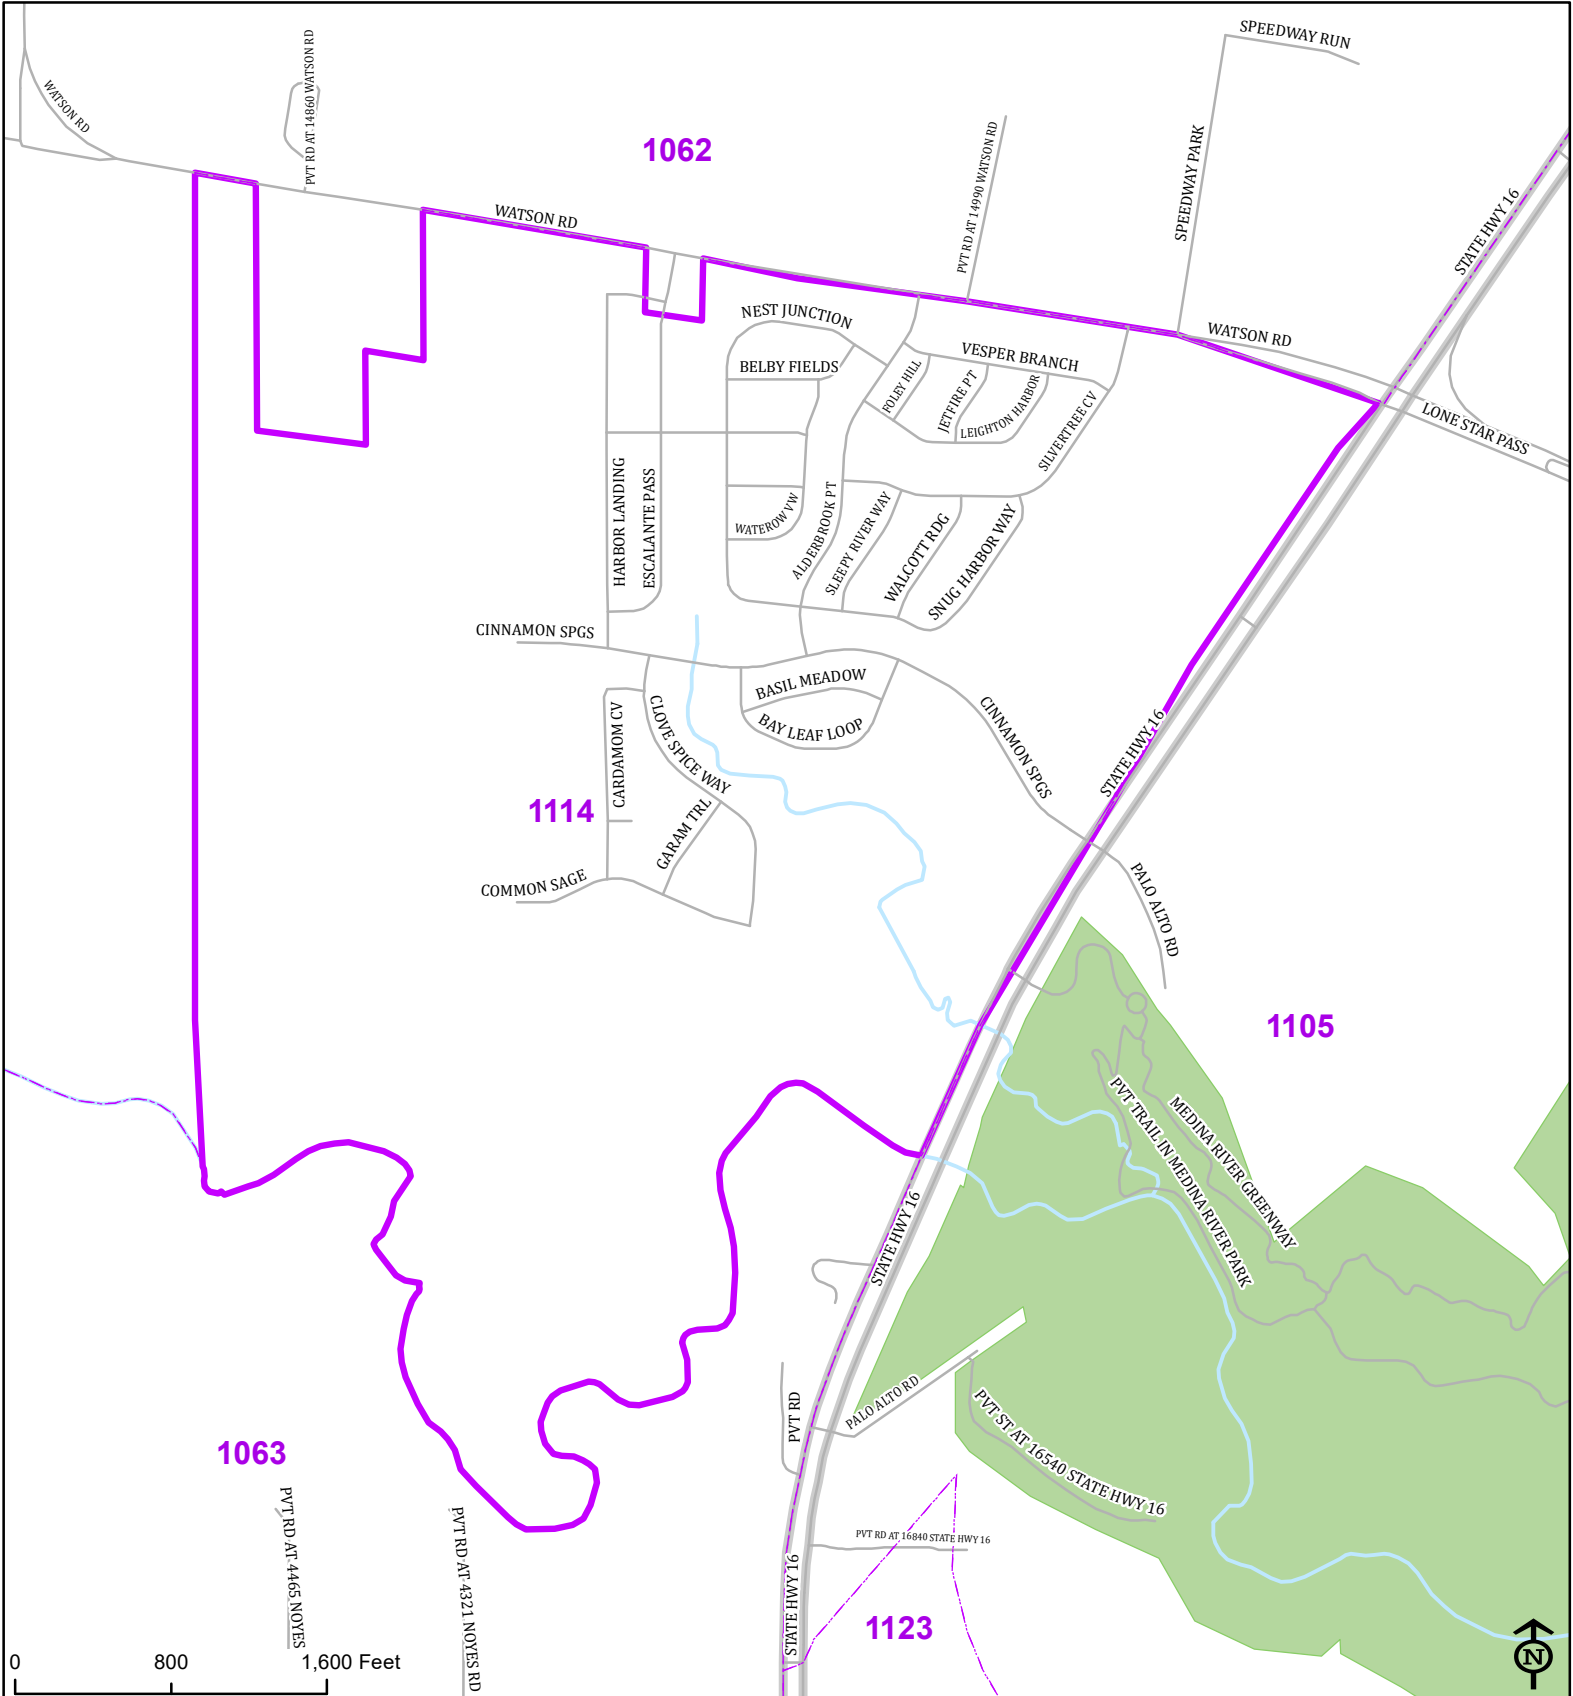 SPEEDWAY RUN
PVT RD AT 14860 WATSON RD
WATSON RD
1062
PVT RD AT 14990 WATSON RD
SPEEDWAY PARK
STATE HWY 16
WATSON RD
NEST JUNCTION
WATSON RD
BELBY FIELDS
VESPER BRANCH
FOLEY HILL
JETFIRE PT
LEIGHTON HARBOR
SILVERTREE CV
LONE STAR PASS
HARBOR LANDING
ESCALANTE PASS
WATEROW VW
ALDERBROOK PT
SLEEPY RIVER WAY
WALCOTT RDG
SNUG HARBOR WAY
CINNAMON SPGS
BASIL MEADOW
BAY LEAF LOOP
CINNAMON SPGS
STATE HWY 16
CARDAMOM CV
CLOVE SPICE WAY
1114
GARAM TRL
COMMON SAGE
PALO ALTO RD
1105
PVT TRAIL IN MEDINA RIVER PARK
MEDINA RIVER GREENWAY
STATE HWY 16
PVT RD
PALO ALTO RD
PVT ST AT 16540 STATE HWY 16
1063
PVT RD AT 4465 NOYES
PVT RD AT 4321 NOYES RD
PVT RD AT 16840 STATE HWY 16
STATE HWY 16
1123
0 800 1,600 Feet
N